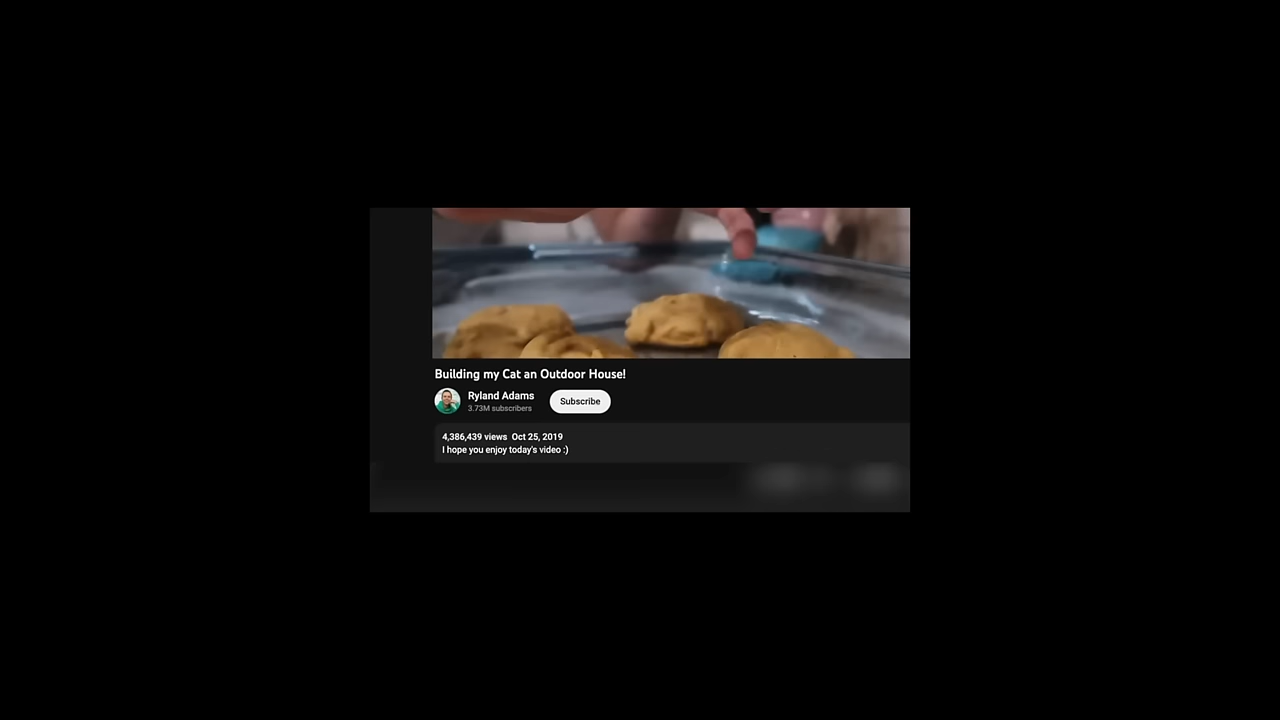 Building my Cat an Outdoor House!
Ryland Adams
3.73M subscribers
Subscribe
4,386,439 views Oct 25, 2019
I hope you enjoy today's video :)